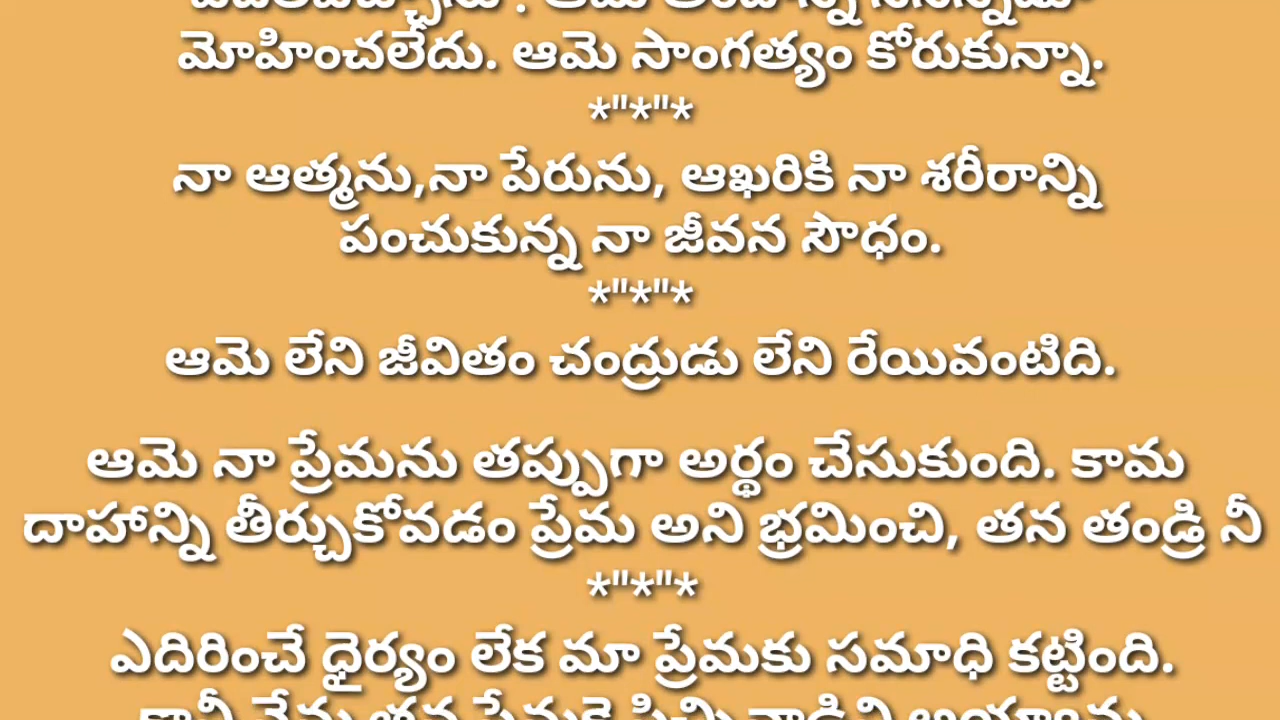 మోహించలేదు. ఆమె సాంగత్యం కోరుకున్నా.
*"*"*
నా ఆత్మను,నా పేరును, ఆఖరికి నా శరీరాన్ని
పంచుకున్న నా జీవన సౌధం.
*"*"*
ఆమె లేని జీవితం చంద్రుడు లేని రేయివంటిది.
ఆమె నా ప్రేమను తప్పుగా అర్థం చేసుకుంది. కామ
దాహాన్ని తీర్చుకోవడం ప్రేమ అని భ్రమించి, తన తండ్రి నీ
*"*"*
ఎదిరించే ధైర్యం లేక మా ప్రేమకు సమాధి కట్టింది.